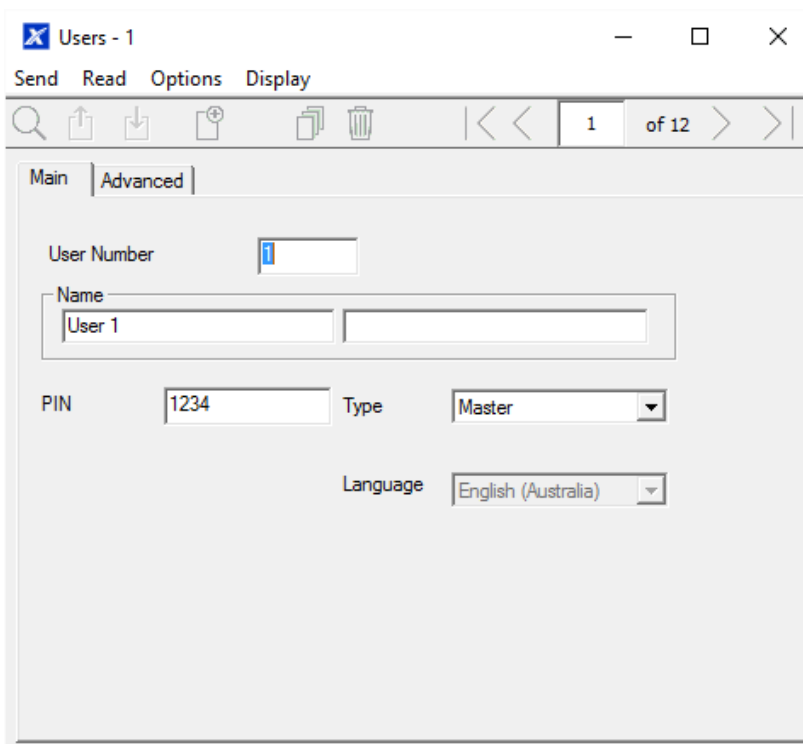 Users - 1
Send Read Options Display
1 of 12
Main Advanced
User Number 1
Name
User 1
PIN 1234 Type Master
Language English (Australia)